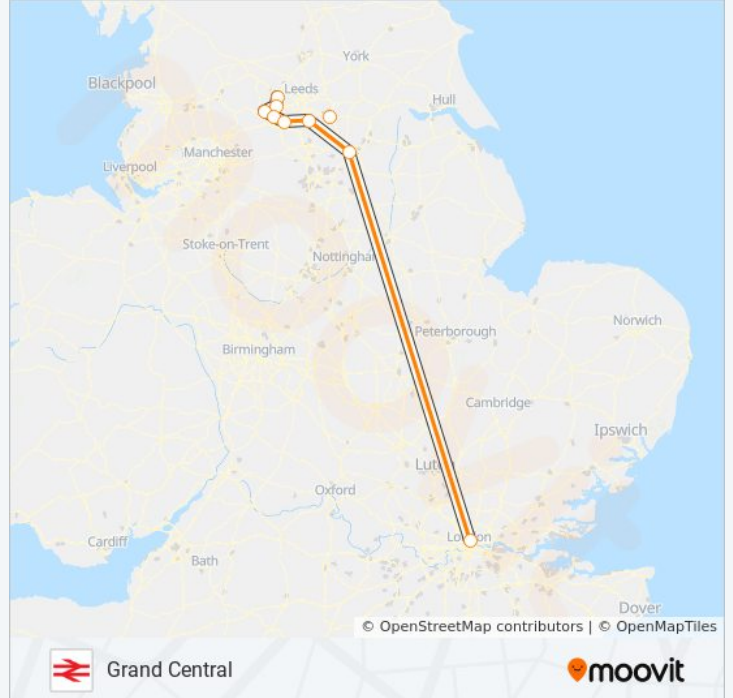 York
Blackpool
Leeds
Hull
Manchester
Liverpool
Stoke-on-Trent
Nottingham
Norwich
Peterborough
Birmingham
Cambridge
Ipswich
Luton
Oxford
London
Cardiff
Bath
Dover
© OpenStreetMap contributors | © OpenMapTiles
Grand Central
moovit